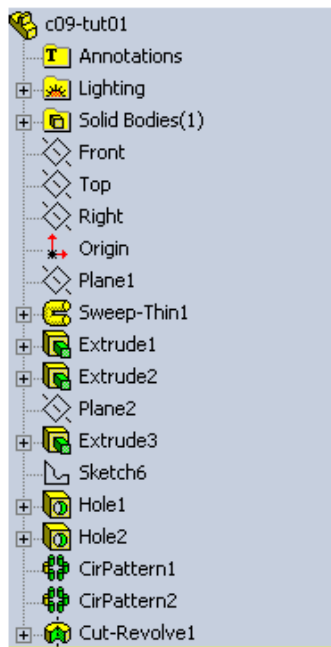 c09-tut01
Annotations
Lighting
Solid Bodies(1)
Front
Top
Right
Origin
Plane1
Sweep-Thin1
Extrude1
Extrude2
Plane2
Extrude3
Sketch6
Hole1
Hole2
CirPattern1
CirPattern2
Cut-Revolve1